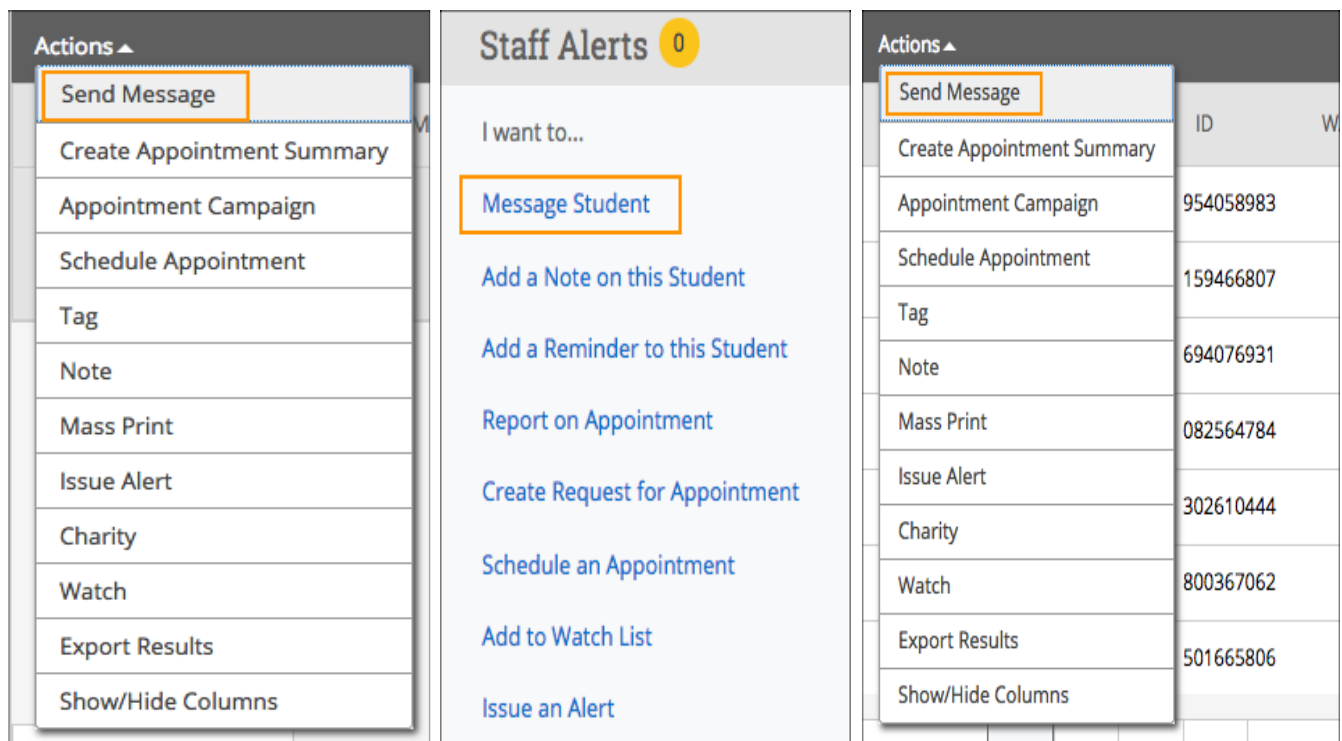 Actions
Send Message
M
Create Appointment Summary
Appointment Campaign
Schedule Appointment
Tag
Note
Mass Print
Issue Alert
Charity
Watch
Export Results
Show/Hide Columns
Staff Alerts 0
I want to...
Message Student
Add a Note on this Student
Add a Reminder to this Student
Report on Appointment
Create Request for Appointment
Schedule an Appointment
Add to Watch List
Issue an Alert
Actions
Send Message
ID W
Create Appointment Summary
Appointment Campaign
954058983
Schedule Appointment
159466807
Tag
694076931
Note
Mass Print
082564784
Issue Alert
302610444
Charity
Watch
800367062
Export Results
501665806
Show/Hide Columns